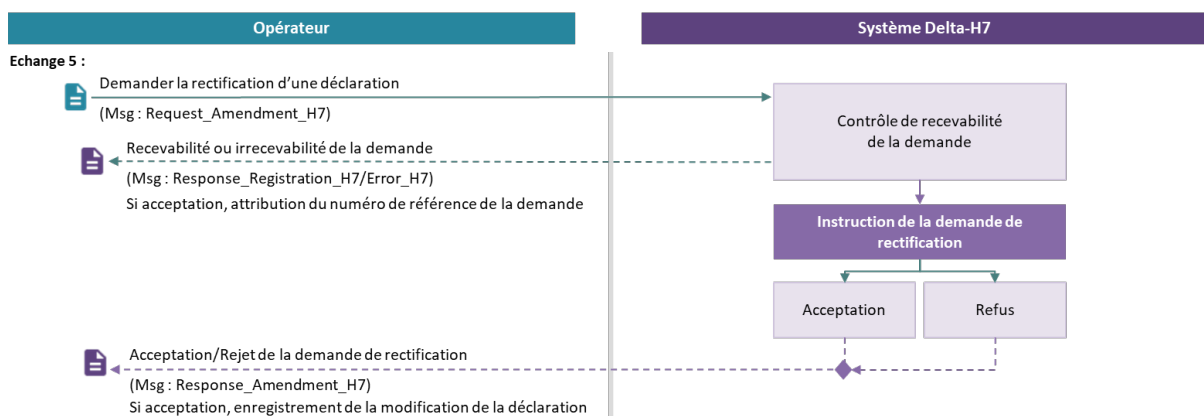 Opérateur
Système Delta-H7
Echange 5 :
Demander la rectification d’une déclaration
(Msg : Request_Amendment_H7)
Contrôle de recevabilité
de la demande
Recevabilité ou irrecevabilité de la demande
(Msg : Response_Registration_H7/Error_H7)
Si acceptation, attribution du numéro de référence de la demande
Instruction de la demande de
rectification
Acceptation
Refus
Acceptation/Rejet de la demande de rectification
(Msg : Response_Amendment_H7)
Si acceptation, enregistrement de la modification de la déclaration